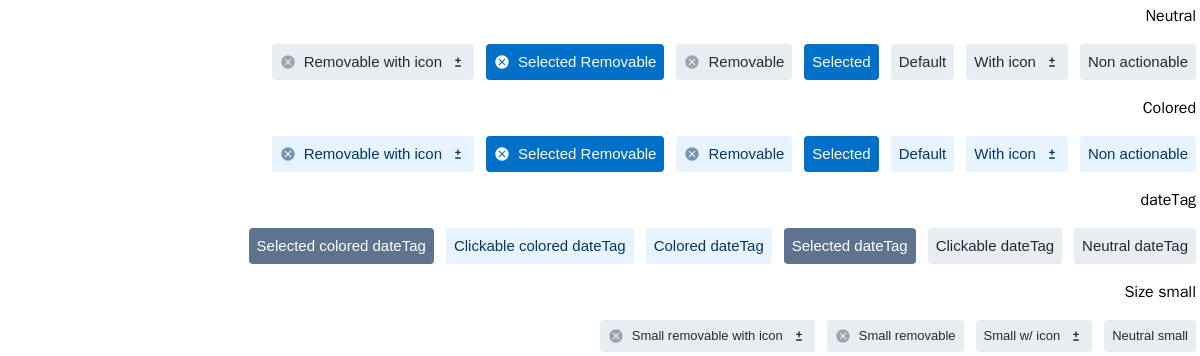 Neutral
Removable with icon ± Selected Removable Removable Selected Default With icon ± Non actionable
Colored
Removable with icon ± Selected Removable Removable Selected Default With icon ± Non actionable
dateTag
Selected colored dateTag Clickable colored dateTag Colored dateTag Selected dateTag Clickable dateTag Neutral dateTag
Size small
Small removable with icon ± Small removable Small w/ icon ± Neutral small